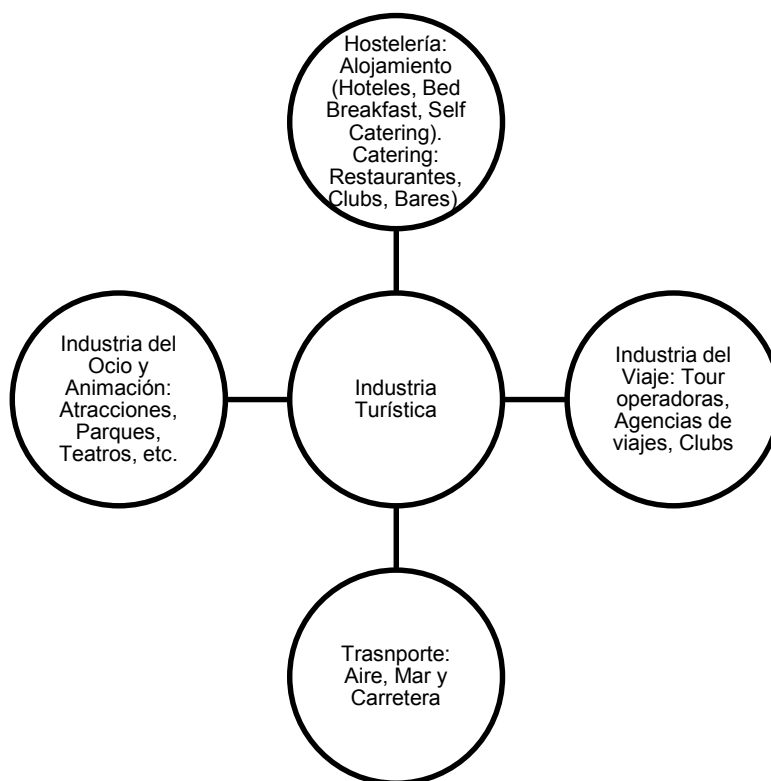 Hostelería:
Alojamiento
(Hoteles, Bed
Breakfast, Self
Catering).
Catering:
Restaurantes,
Clubs, Bares)
Industria del
Ocio y
Animación:
Atracciones,
Parques,
Teatros, etc.
Industria
Turística
Industria del
Viaje: Tour
operadoras,
Agencias de
viajes, Clubs
Trasnporte:
Aire, Mar y
Carretera